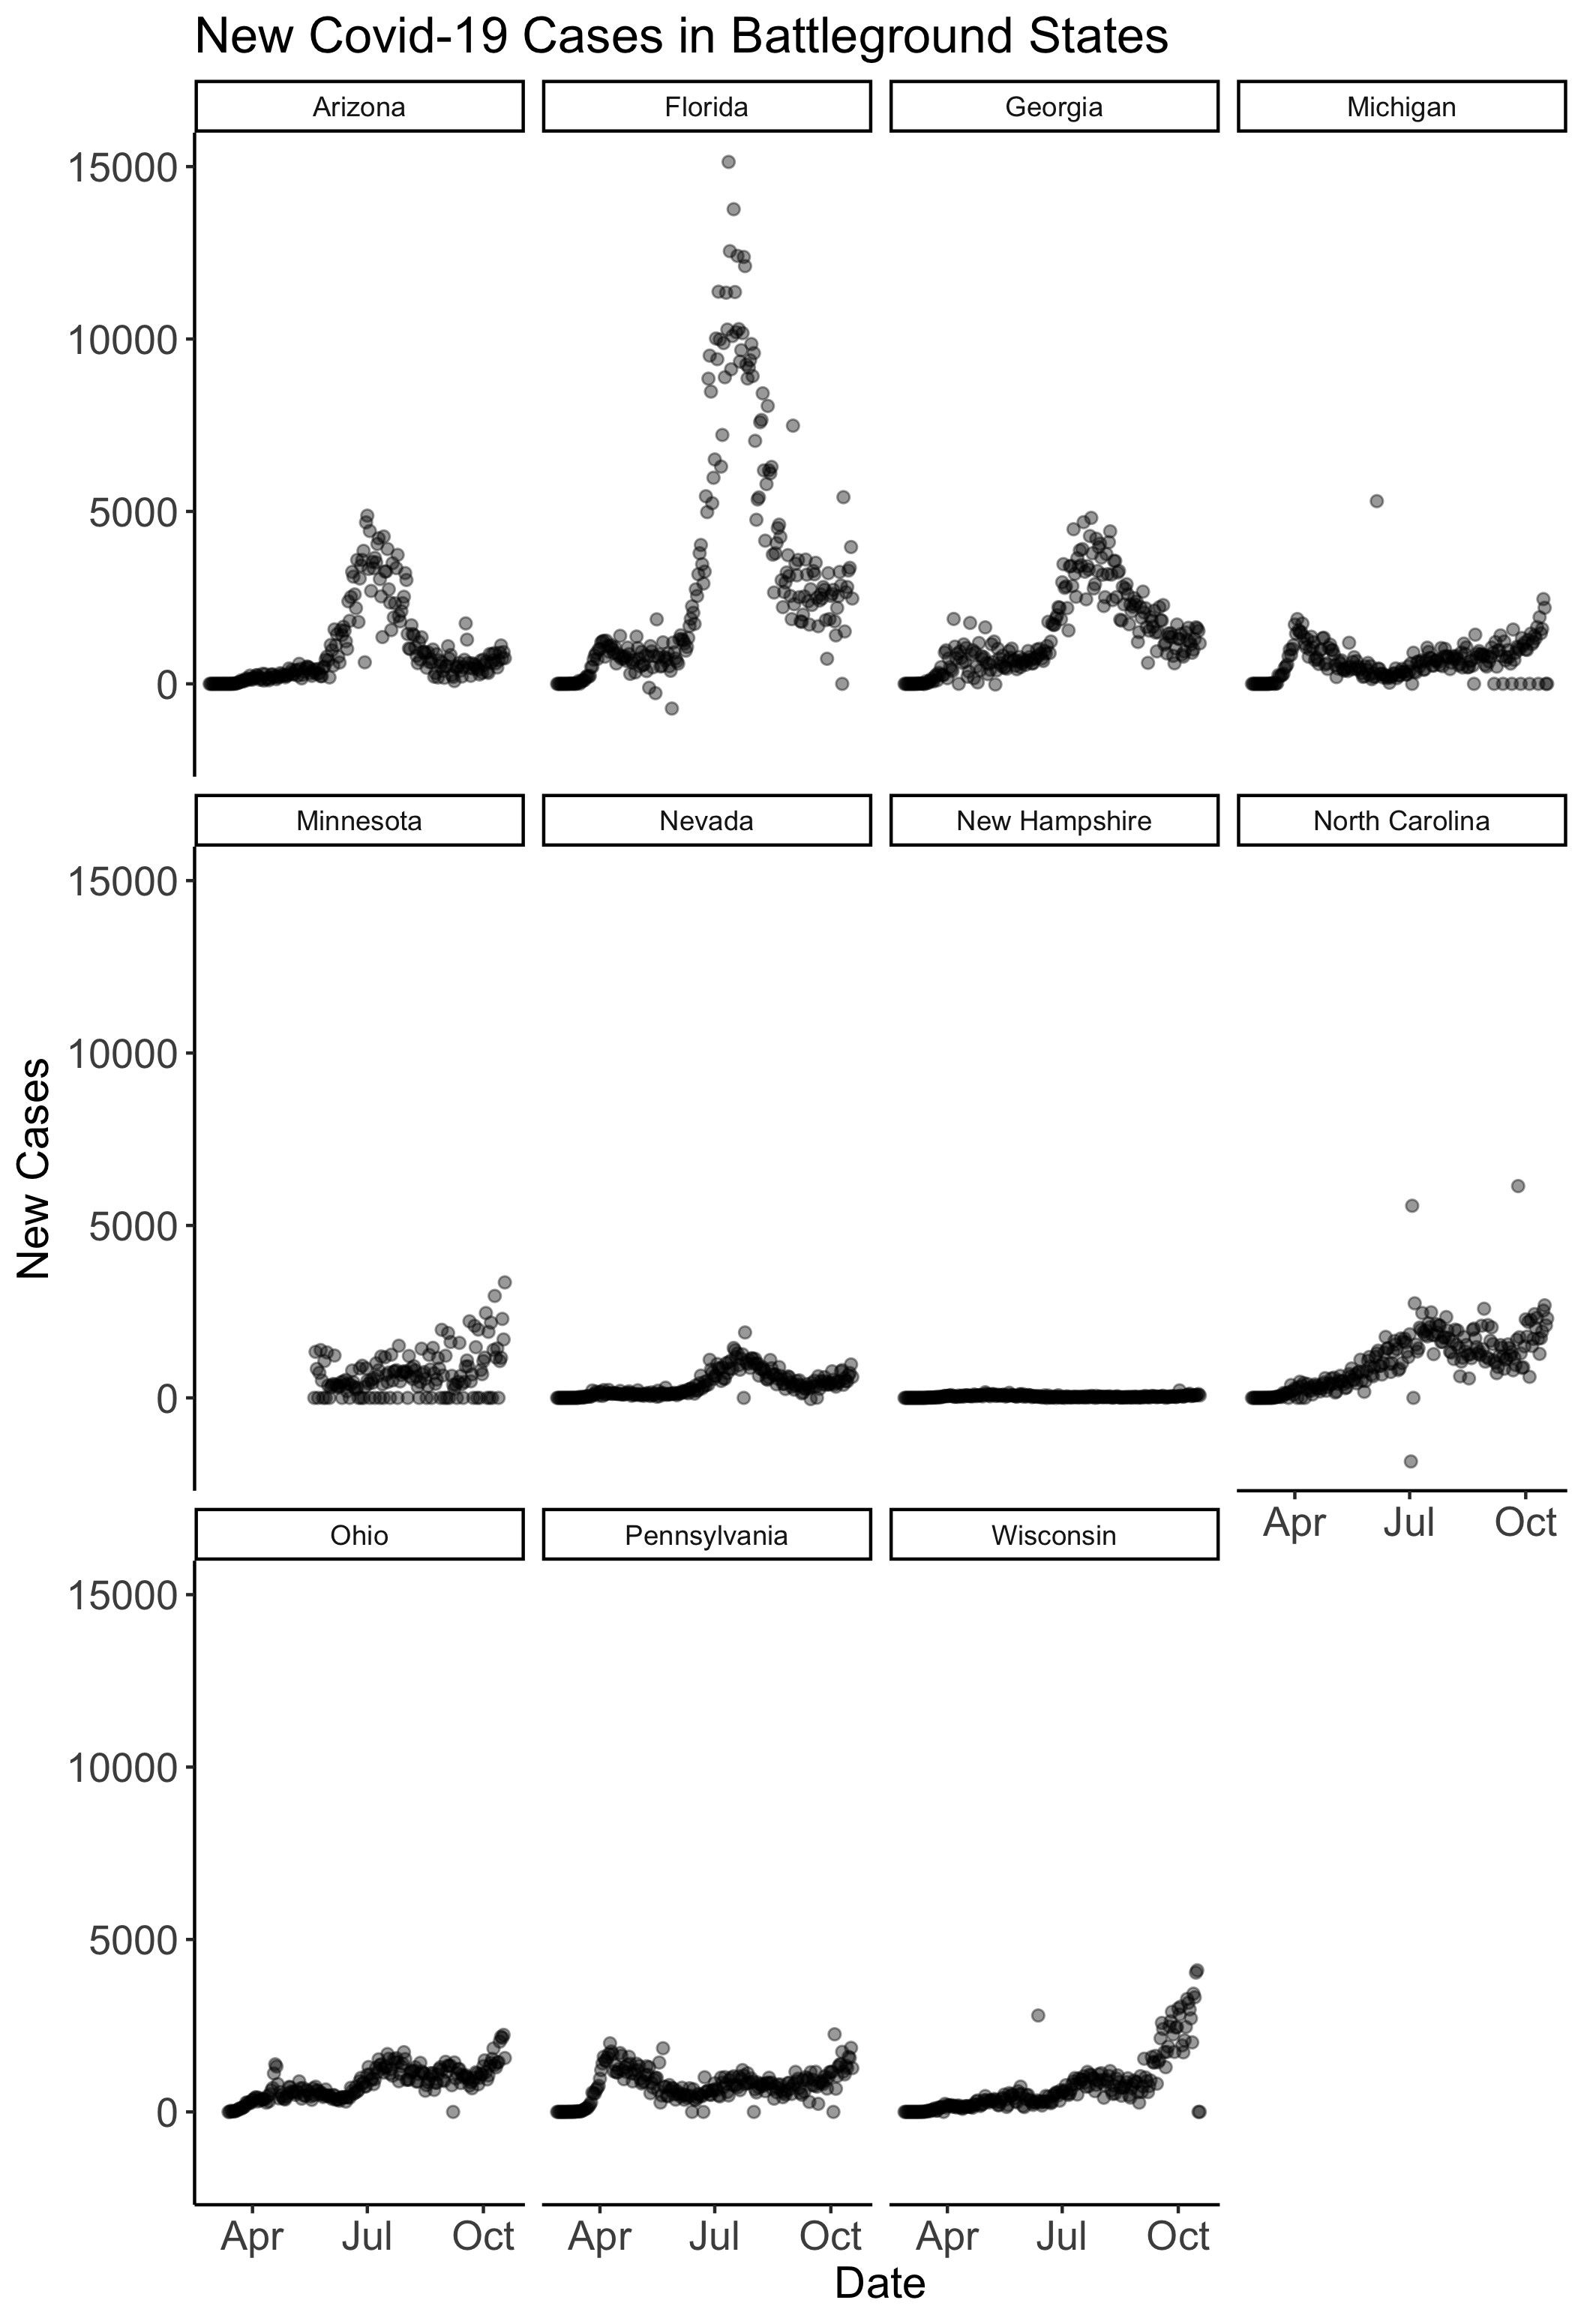 New Covid-19 Cases in Battleground States
Arizona Florida Georgia Michigan
15000
10000
5000
0
Minnesota Nevada New Hampshire North Carolina
15000
10000
5000
0
New Cases
Apr Jul Oct
Ohio Pennsylvania Wisconsin
15000
10000
5000
0
Apr Jul Oct Apr Jul Oct Apr Jul Oct
Date